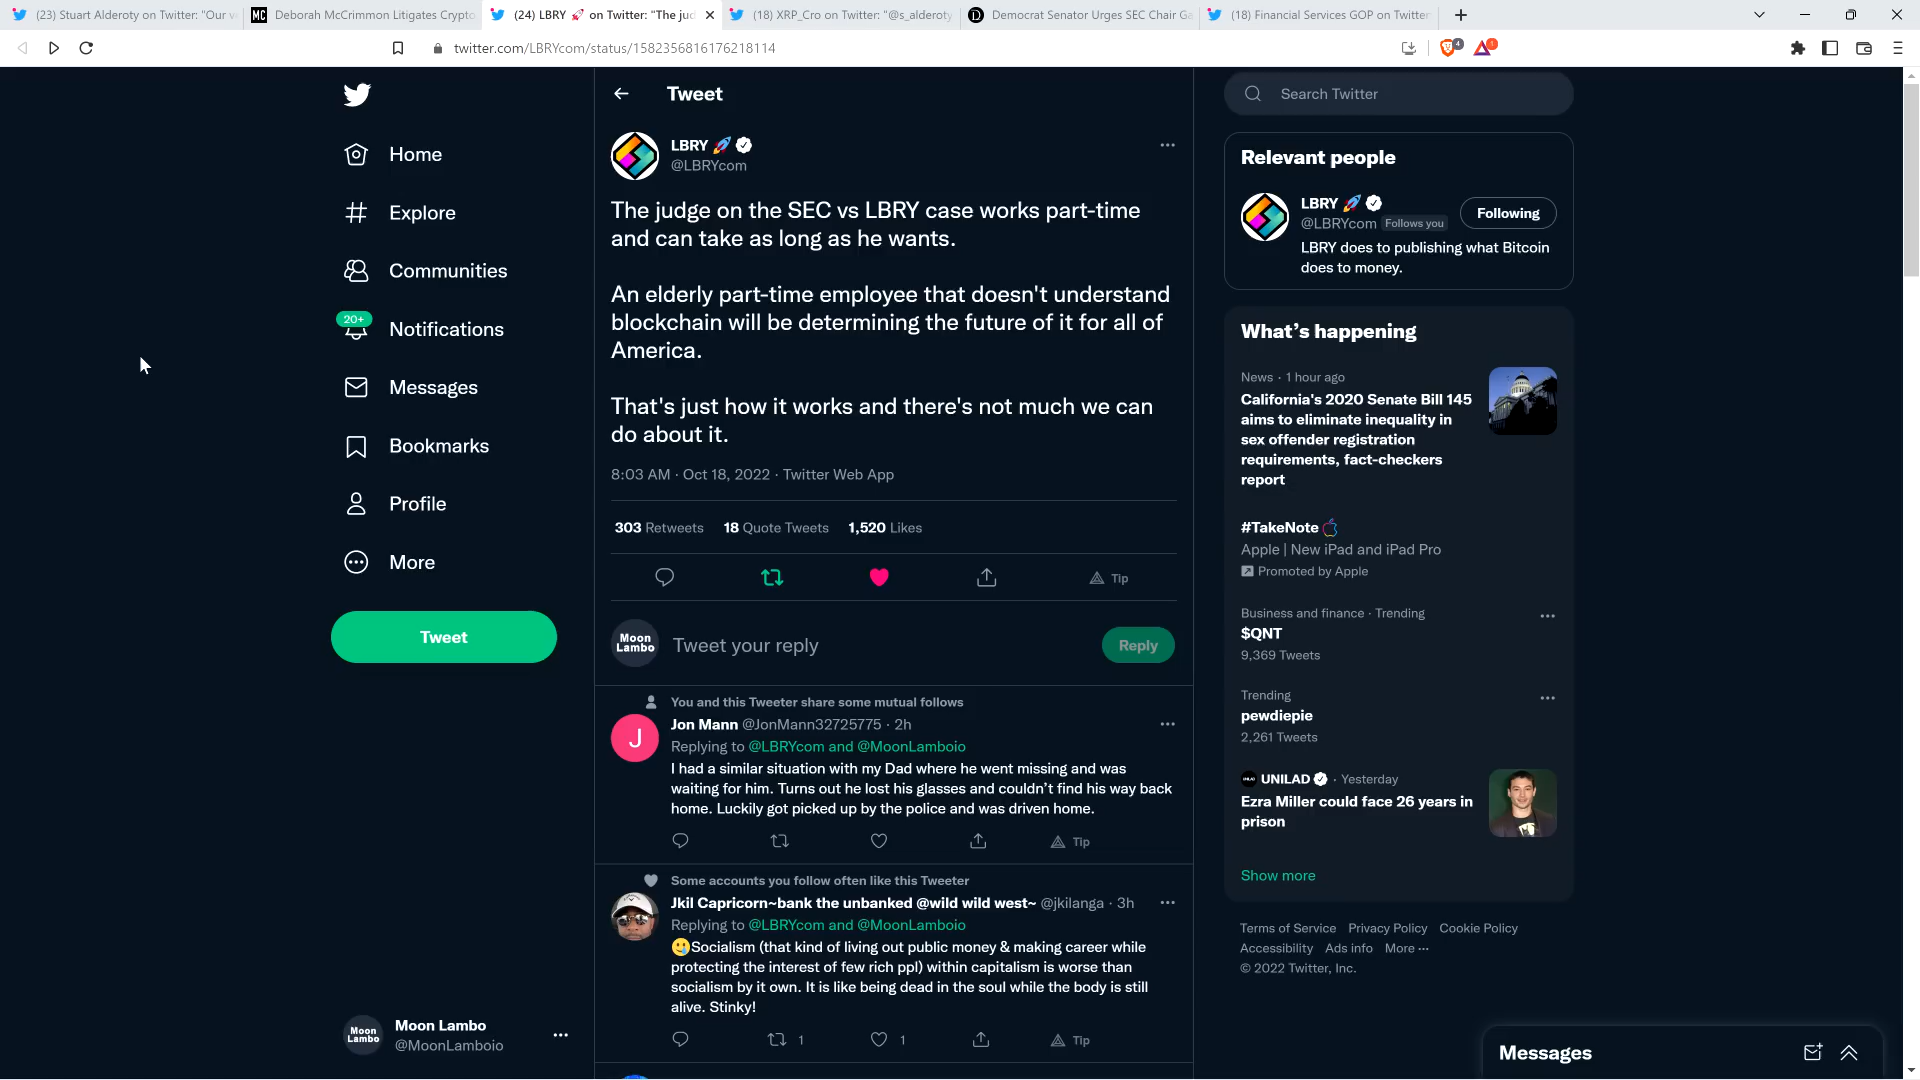 (23) Stuart Alderoty on Twitter: "Our v
MC Deborah McCrimmon Litigates Crypto
(24) LBRY 🚀 on Twitter: "The jud
(18) XRP_Cro on Twitter: "@s_alderoty
Democrat Senator Urges SEC Chair Ga
(18) Financial Services GOP on Twitter
twitter.com/LBRYcom/status/1582356816176218114
4
1
Home
Explore
Communities
20+
Notifications
Messages
Bookmarks
Profile
More
Tweet
Moon Lambo
Moon Lambo
@MoonLamboio
Tweet
LBRY 🚀
@LBRYcom
The judge on the SEC vs LBRY case works part-time
and can take as long as he wants.
An elderly part-time employee that doesn't understand
blockchain will be determining the future of it for all of
America.
That's just how it works and there's not much we can
do about it.
8:03 AM · Oct 18, 2022 · Twitter Web App
303 Retweets 18 Quote Tweets 1,520 Likes
Tip
Moon Lambo
Tweet your reply
Reply
You and this Tweeter share some mutual follows
J
Jon Mann @JonMann32725775 · 2h
Replying to @LBRYcom and @MoonLamboio
I had a similar situation with my Dad where he went missing and was
waiting for him. Turns out he lost his glasses and couldn't find his way back
home. Luckily got picked up by the police and was driven home.
Tip
Some accounts you follow often like this Tweeter
Jkil Capricorn~bank the unbanked @wild wild west~ @jkilanga · 3h
Replying to @LBRYcom and @MoonLamboio
🥲Socialism (that kind of living out public money & making career while
protecting the interest of few rich ppl) within capitalism is worse than
socialism by it own. It is like being dead in the soul while the body is still
alive. Stinky!
1 1 Tip
Search Twitter
Relevant people
LBRY 🚀
@LBRYcom Follows you
Following
LBRY does to publishing what Bitcoin
does to money.
What's happening
News · 1 hour ago
California's 2020 Senate Bill 145
aims to eliminate inequality in
sex offender registration
requirements, fact-checkers
report
#TakeNote
Apple | New iPad and iPad Pro
Promoted by Apple
Business and finance · Trending
$QNT
9,369 Tweets
Trending
pewdiepie
2,261 Tweets
UNILAD · Yesterday
Ezra Miller could face 26 years in
prison
Show more
Terms of Service Privacy Policy Cookie Policy
Accessibility Ads info More ···
© 2022 Twitter, Inc.
Messages